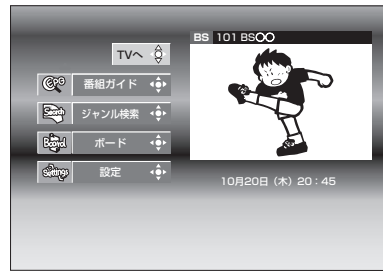 TVへ
EPG 番組ガイド
Search ジャンル検索
Board ボード
Settings 設定
BS 101 BS〇〇
10月20日（木）20：45